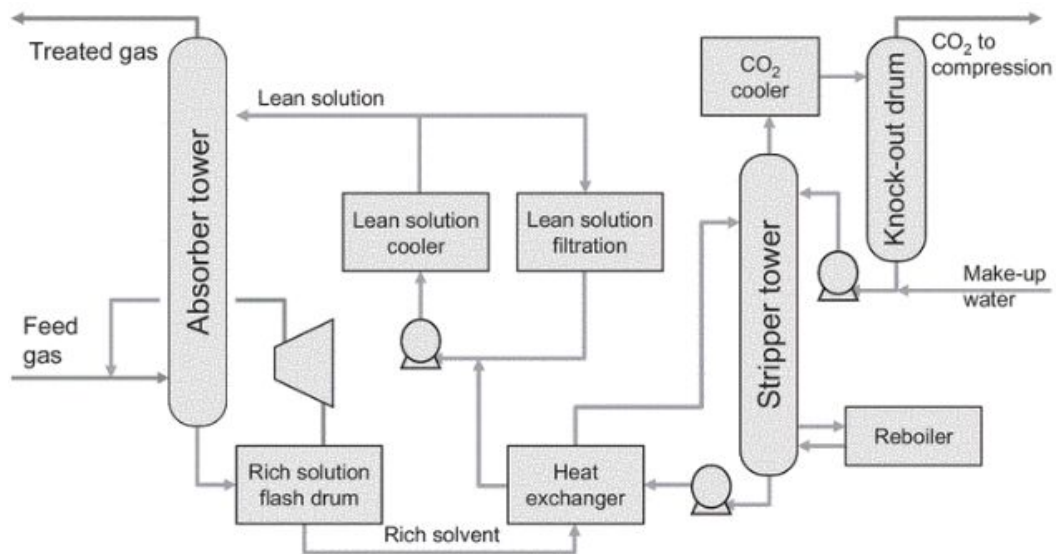 Treated gas
Absorber tower
Feed
gas
Lean solution
Lean solution
cooler
Lean solution
filtration
Rich solution
flash drum
Rich solvent
Heat
exchanger
CO₂
cooler
Stripper tower
Knock-out drum
CO₂ to
compression
Make-up
water
Reboiler